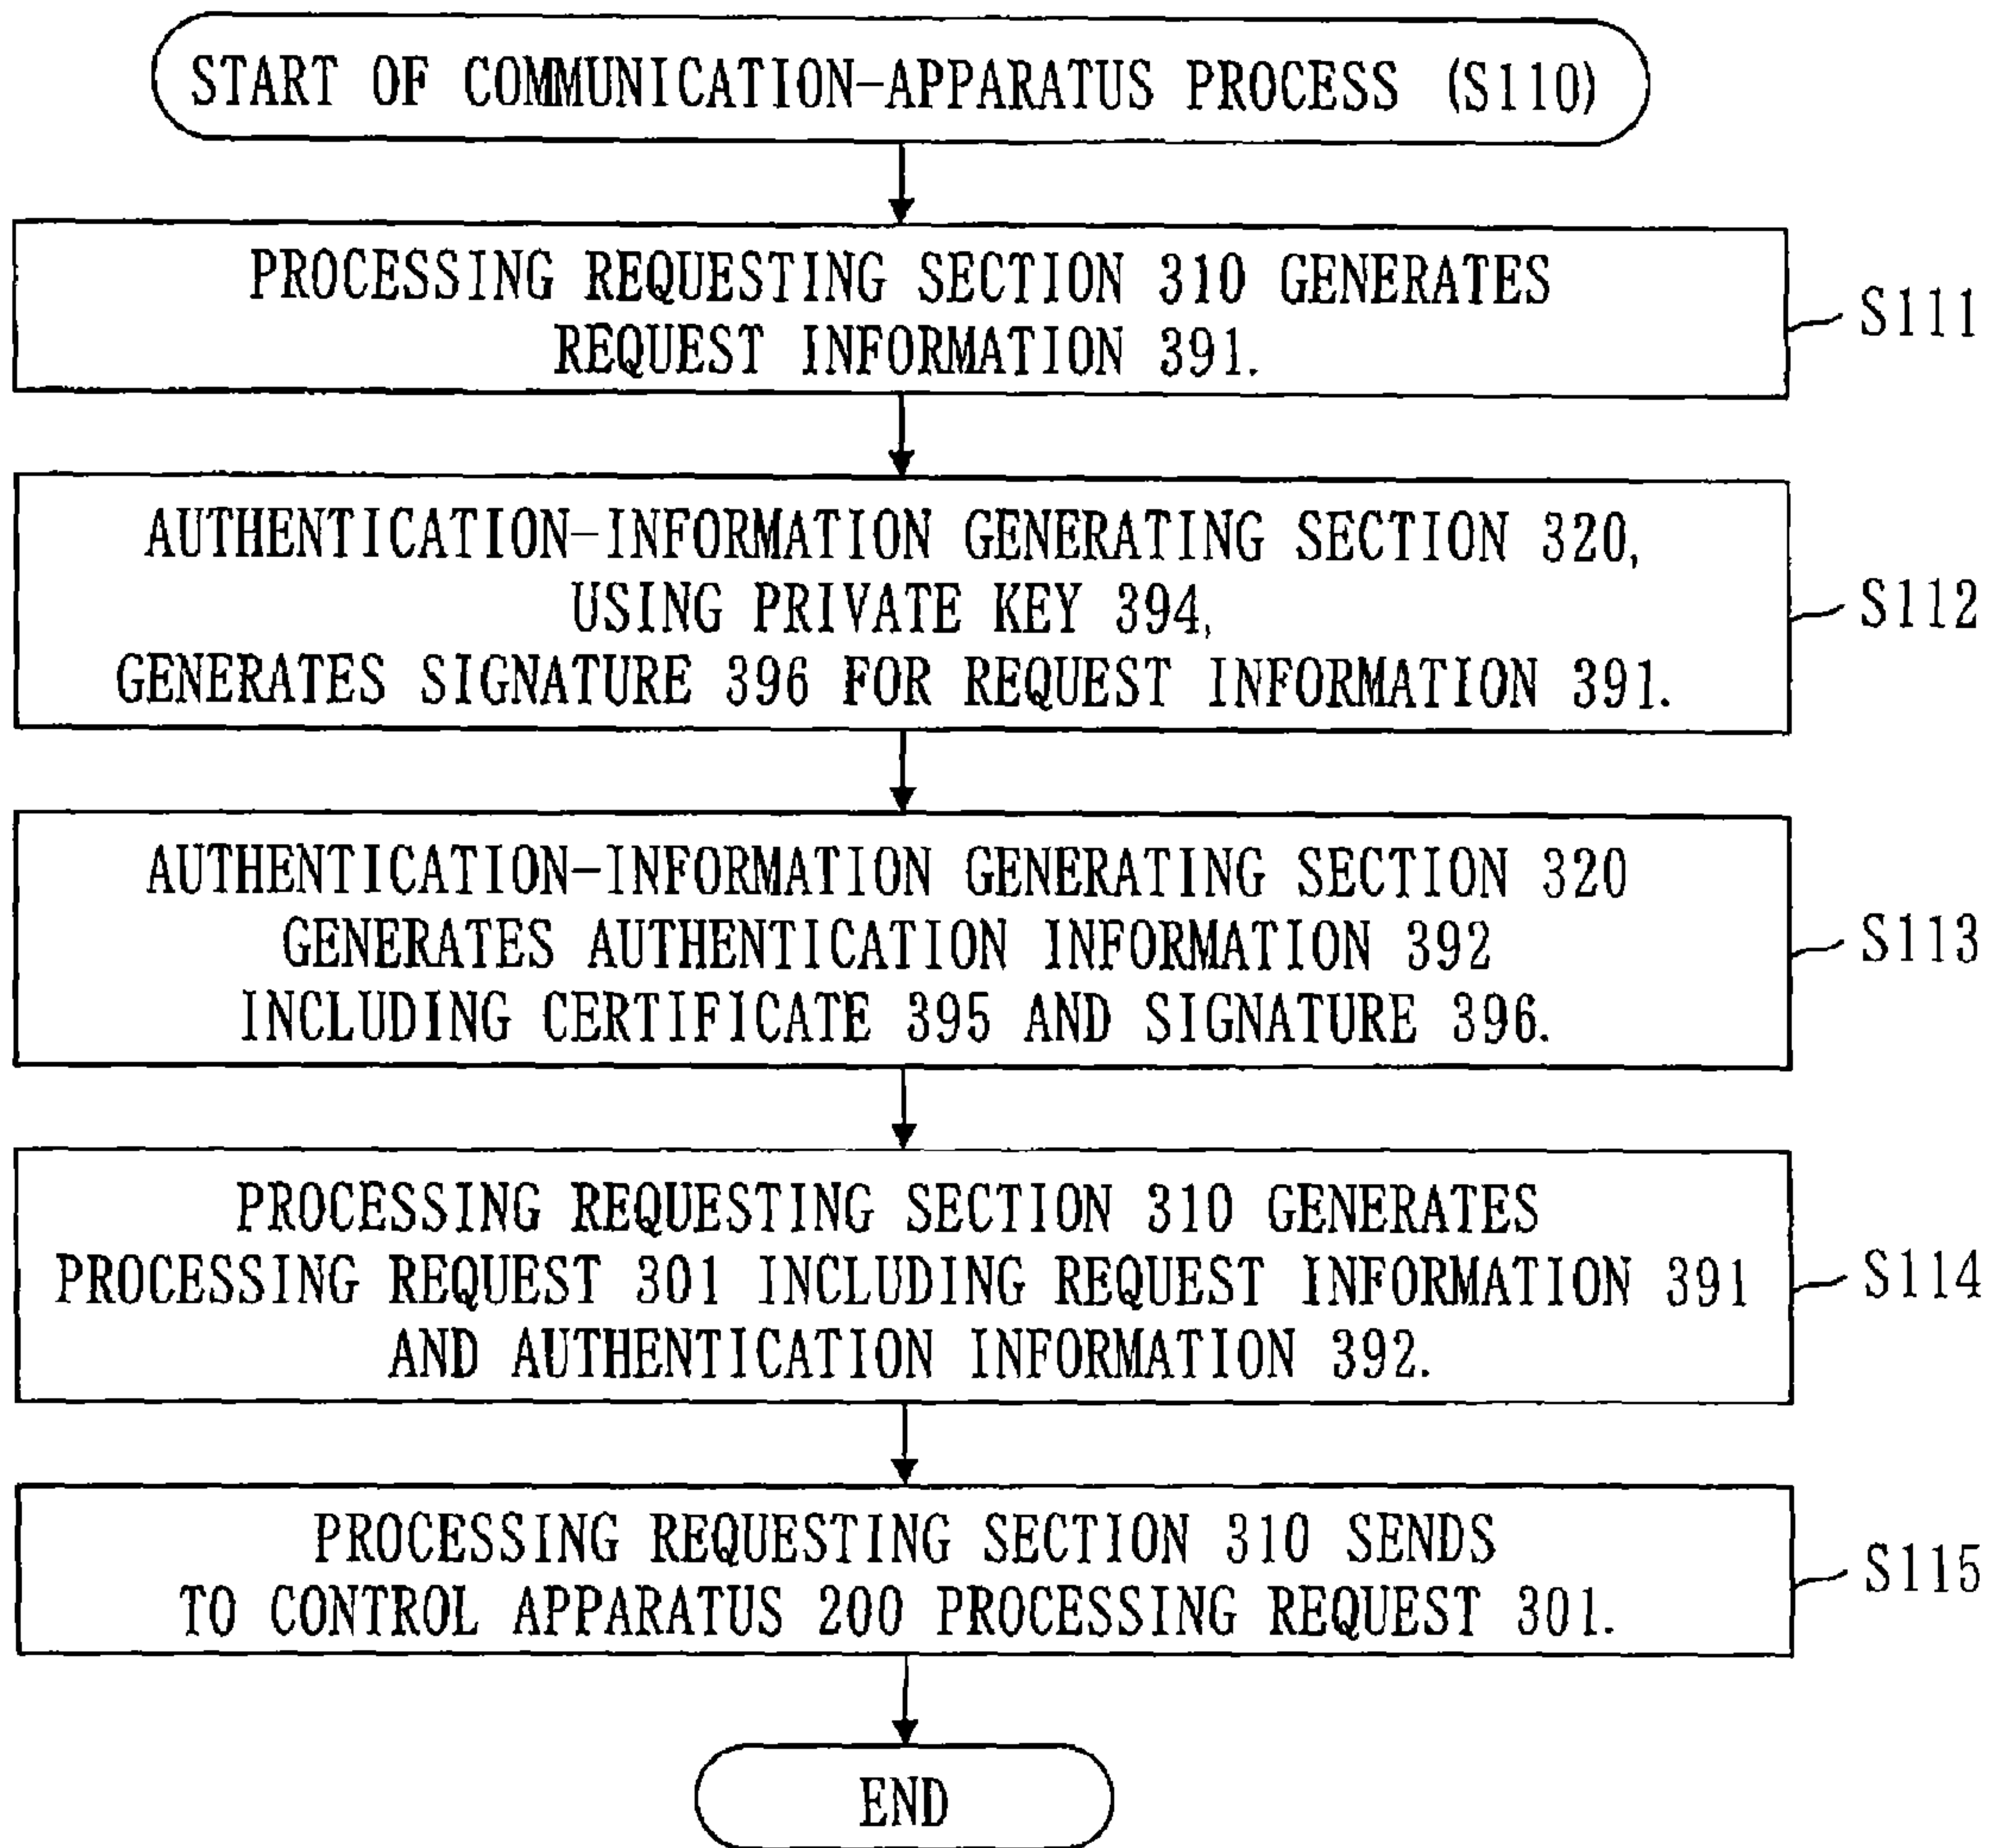 START OF COMMUNICATION-APPARATUS PROCESS (S110)
PROCESSING REQUESTING SECTION 310 GENERATES
REQUEST INFORMATION 391.
S111
AUTHENTICATION-INFORMATION GENERATING SECTION 320,
USING PRIVATE KEY 394,
GENERATES SIGNATURE 396 FOR REQUEST INFORMATION 391.
S112
AUTHENTICATION-INFORMATION GENERATING SECTION 320
GENERATES AUTHENTICATION INFORMATION 392
INCLUDING CERTIFICATE 395 AND SIGNATURE 396.
S113
PROCESSING REQUESTING SECTION 310 GENERATES
PROCESSING REQUEST 301 INCLUDING REQUEST INFORMATION 391
AND AUTHENTICATION INFORMATION 392.
S114
PROCESSING REQUESTING SECTION 310 SENDS
TO CONTROL APPARATUS 200 PROCESSING REQUEST 301.
S115
END